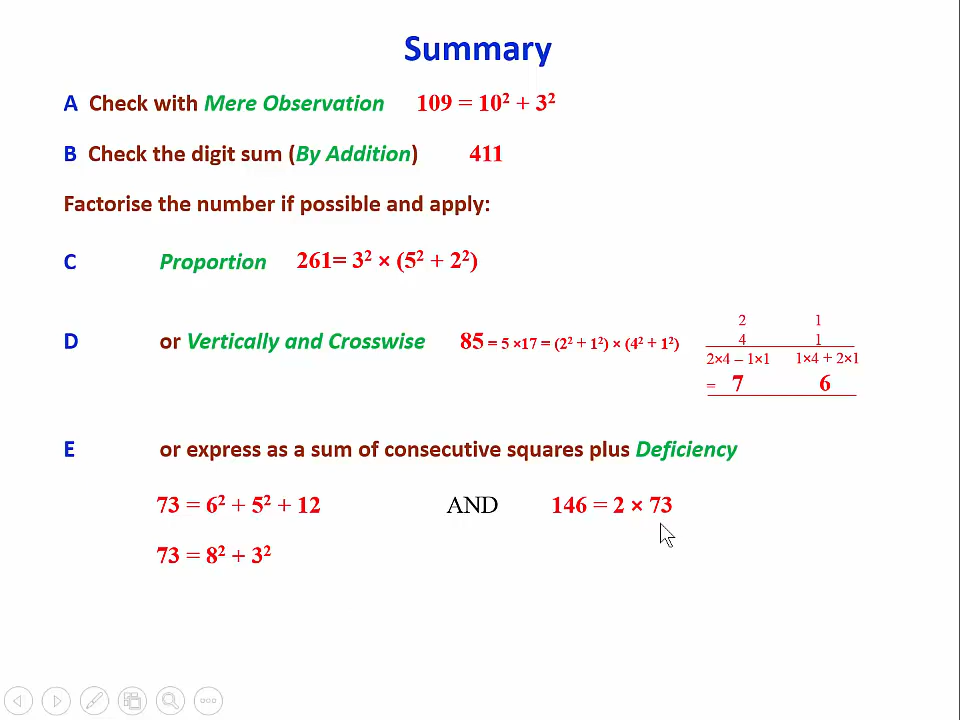 Summary
A Check with Mere Observation 109 = 10² + 3²
B Check the digit sum (By Addition) 411
Factorise the number if possible and apply:
C Proportion 261= 3² × (5² + 2²)
D or Vertically and Crosswise 85 = 5 ×17 = (2² + 1²) × (4² + 1²)
2 1
4 1
2×4 – 1×1 1×4 + 2×1
= 7 6
E or express as a sum of consecutive squares plus Deficiency
73 = 6² + 5² + 12 AND 146 = 2 × 73
73 = 8² + 3²